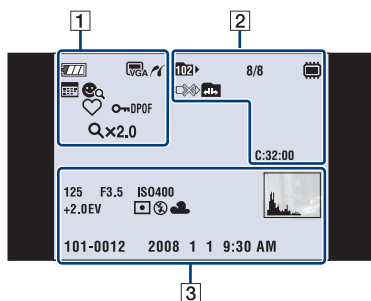 1
2
VGA
102
8/8
DPOF
×2.0
C:32:00
125 F3.5 ISO400
+2.0EV
101-0012 2008 1 1 9:30 AM
3